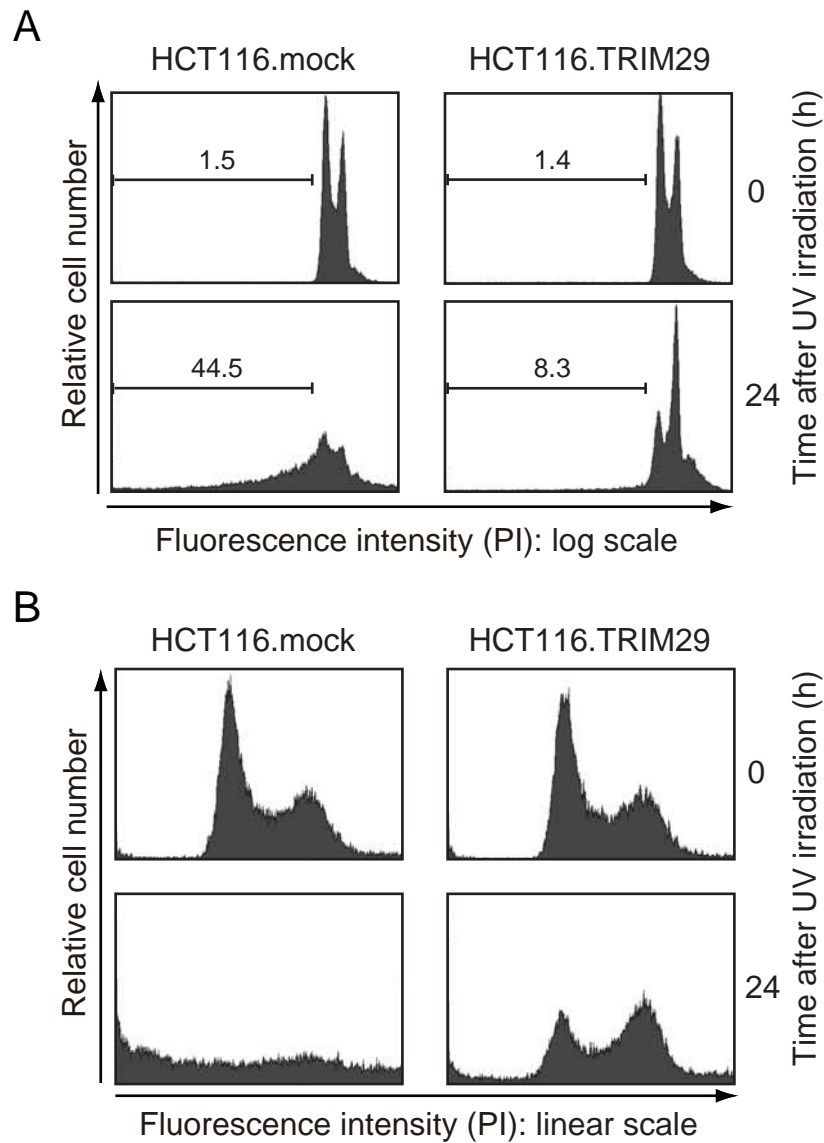 A
HCT116.mock
HCT116.TRIM29
Relative cell number
1.5
1.4
0
44.5
8.3
24
Time after UV irradiation (h)
Fluorescence intensity (PI): log scale
B
HCT116.mock
HCT116.TRIM29
Relative cell number
0
24
Time after UV irradiation (h)
Fluorescence intensity (PI): linear scale